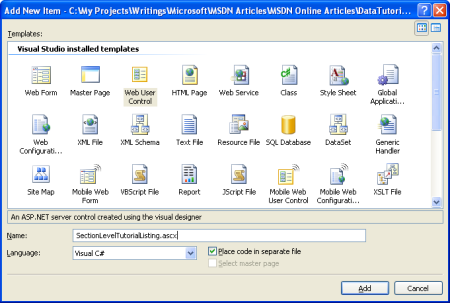 Add New Item - C:\My Projects\Writings\Microsoft\MSDN Articles\MSDN Online Articles\DataTutori...
Templates:
Visual Studio installed templates
Web Form
Master Page
Web User Control
HTML Page
Web Service
Class
Style Sheet
Global Applicati...
Web Configurati...
XML File
XML Schema
Text File
Resource File
SQL Database
DataSet
Generic Handler
Site Map
Mobile Web Form
VBScript File
Report
JScript File
Mobile Web User Control
Mobile Web Configurati...
XSLT File
An ASP.NET server control created using the visual designer
Name:
SectionLevelTutorialListing.ascx
Language:
Visual C#
Place code in separate file
Select master page
Add
Cancel